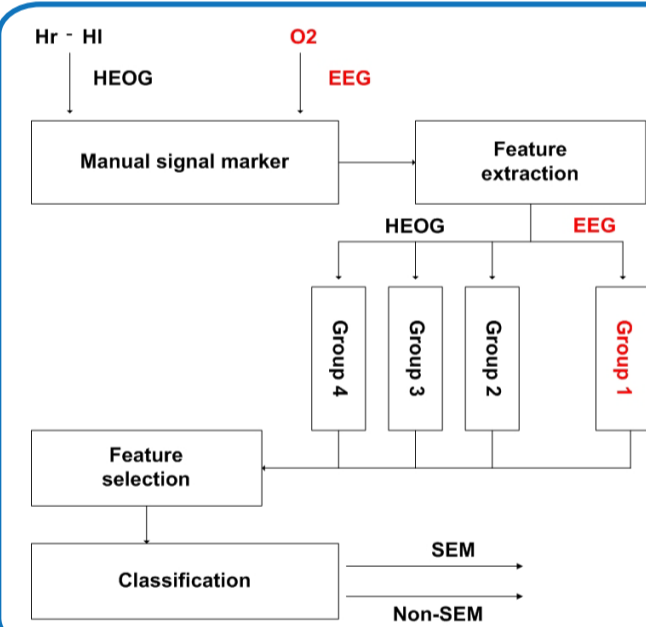 Hr - Hl
O2
HEOG
EEG
Manual signal marker
Feature
extraction
HEOG
EEG
Group 4
Group 3
Group 2
Group 1
Feature
selection
Classification
SEM
Non-SEM